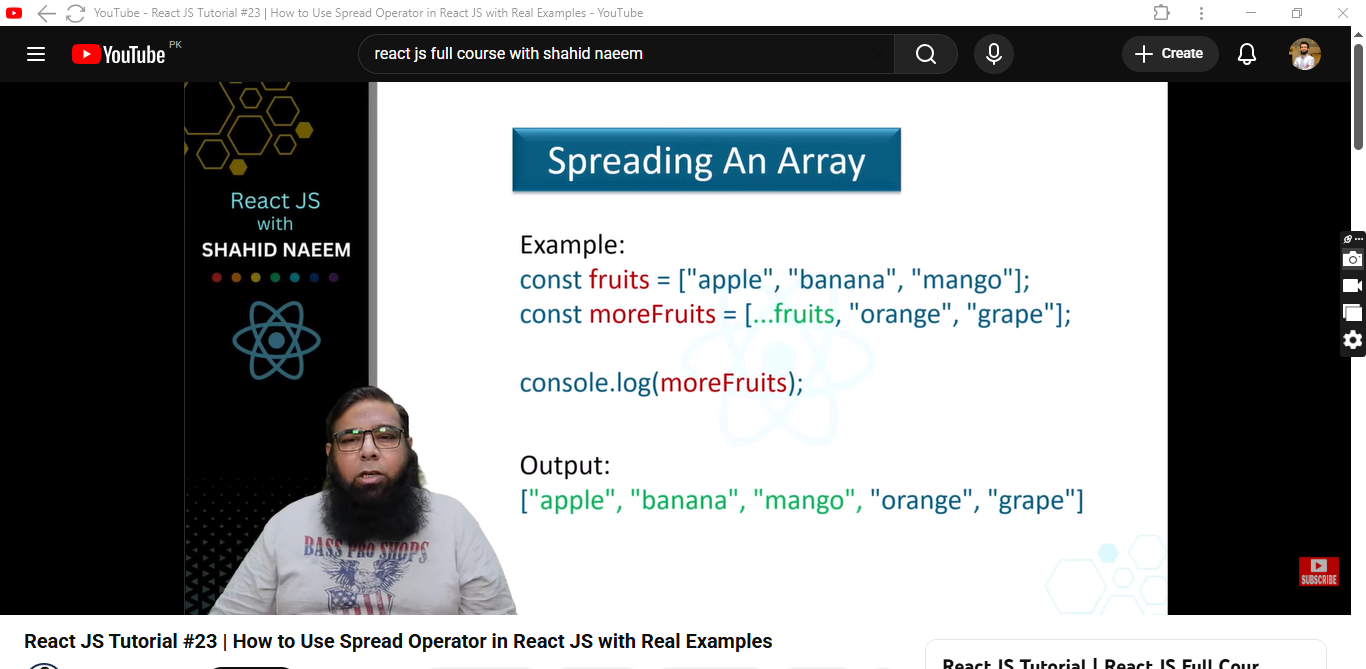 YouTube - React JS Tutorial #23 | How to Use Spread Operator in React JS with Real Examples - YouTube
YouTube PK
react js full course with shahid naeem
Create
React JS
with
SHAHID NAEEM
Spreading An Array
Example:
const fruits = ["apple", "banana", "mango"];
const moreFruits = [...fruits, "orange", "grape"];
console.log(moreFruits);
Output:
["apple", "banana", "mango", "orange", "grape"]
BASS PRO SHOPS
SUBSCRIBE
React JS Tutorial #23 | How to Use Spread Operator in React JS with Real Examples
React JS Tutorial | React JS Full Cour